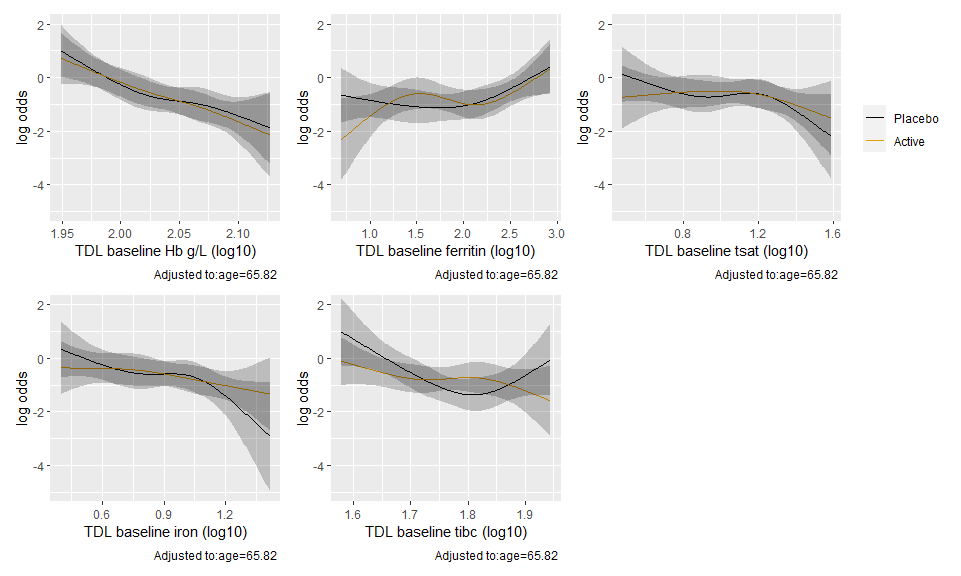 2
0
-2
-4
log odds
1.95 2.00 2.05 2.10
TDL baseline Hb g/L (log10)
Adjusted to:age=65.82
2
0
-2
-4
log odds
1.0 1.5 2.0 2.5 3.0
TDL baseline ferritin (log10)
Adjusted to:age=65.82
2
0
-2
-4
log odds
0.8 1.2 1.6
TDL baseline tsat (log10)
Adjusted to:age=65.82
Placebo
Active
2
0
-2
-4
log odds
0.6 0.9 1.2
TDL baseline iron (log10)
Adjusted to:age=65.82
2
0
-2
-4
log odds
1.6 1.7 1.8 1.9
TDL baseline tibc (log10)
Adjusted to:age=65.82